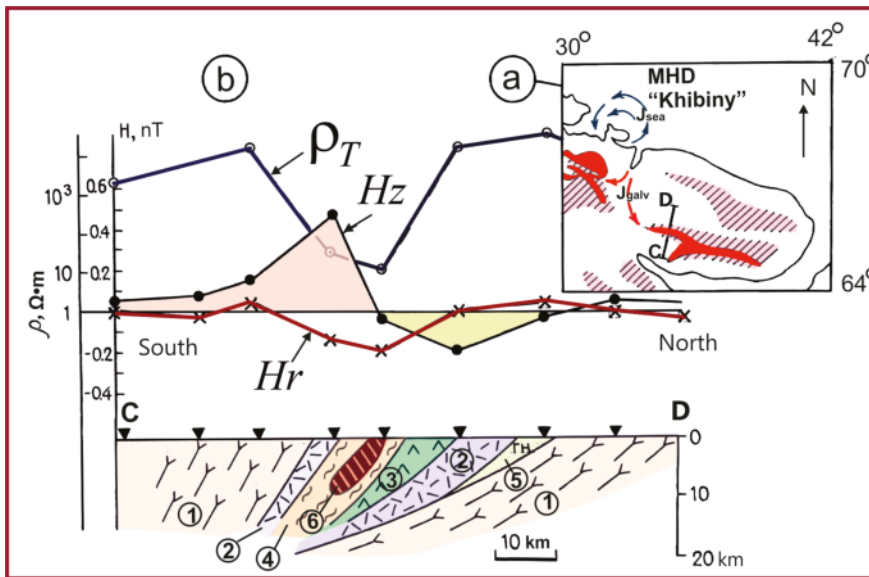 30°
42°
70°
b
a
MHD
"Khibiny"
N
Jsea
Jgalv
D
C
64°
H, nT
ρT
Hz
10³
0.6
0.4
10
0.2
1
-0.2
-0.4
ρ, Ω•m
South
North
Hr
C
D
0
10
20 km
1
2
4
6
3
2
5
1
10 km